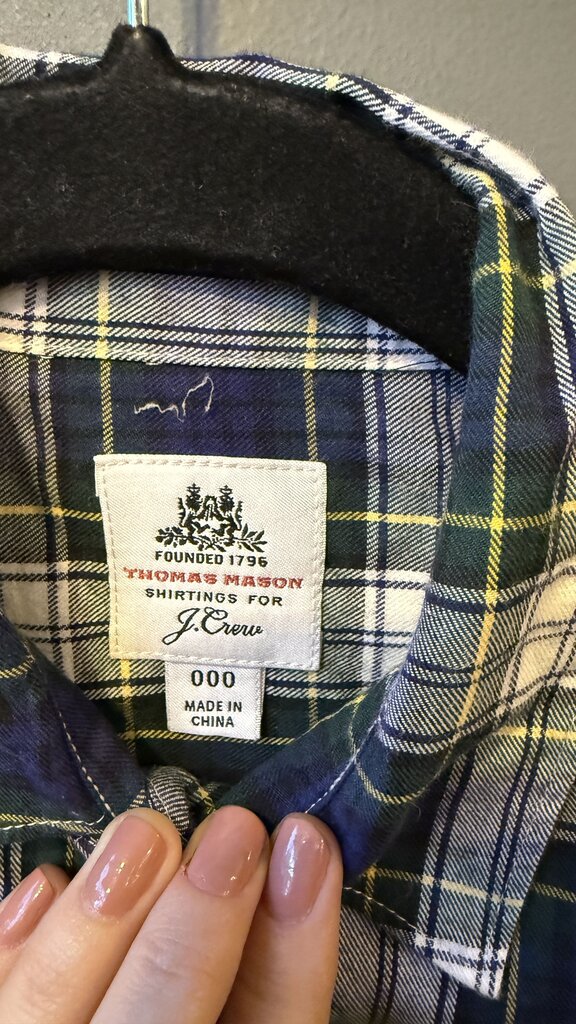 FOUNDED 1796
THOMAS MASON
SHIRTINGS FOR
J.Crew
000
MADE IN
CHINA